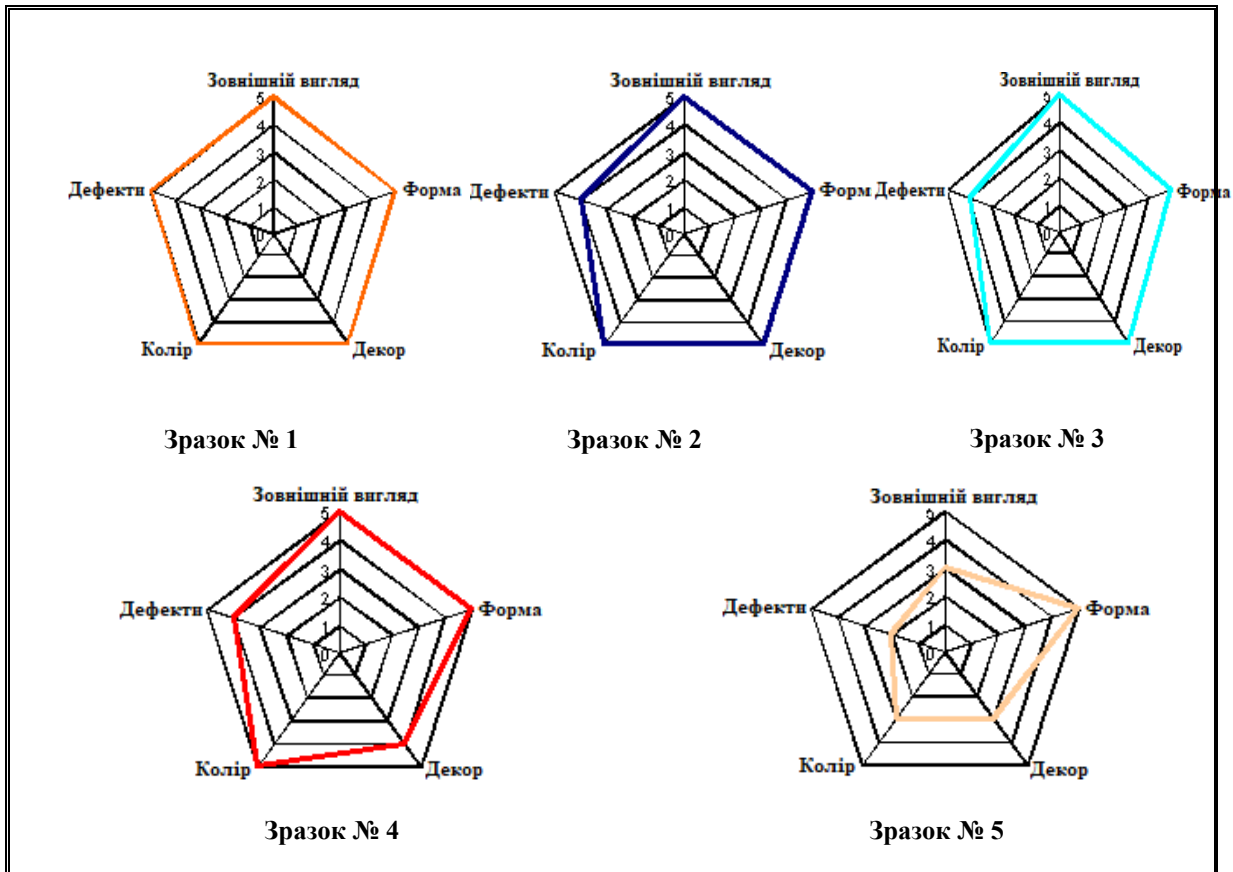 Зовнішній вигляд
5
4
3
2
1
0
Дефекти
Форма
Колір
Декор
Зразок № 1
Зовнішній вигляд
5
4
3
2
1
0
Дефекти
Форм
Колір
Декор
Зразок № 2
Зовнішній вигляд
5
4
3
2
1
0
Дефекти
Форма
Колір
Декор
Зразок № 3
Зовнішній вигляд
5
4
3
2
1
0
Дефекти
Форма
Колір
Декор
Зразок № 4
Зовнішній вигляд
5
4
3
2
1
0
Дефекти
Форма
Колір
Декор
Зразок № 5